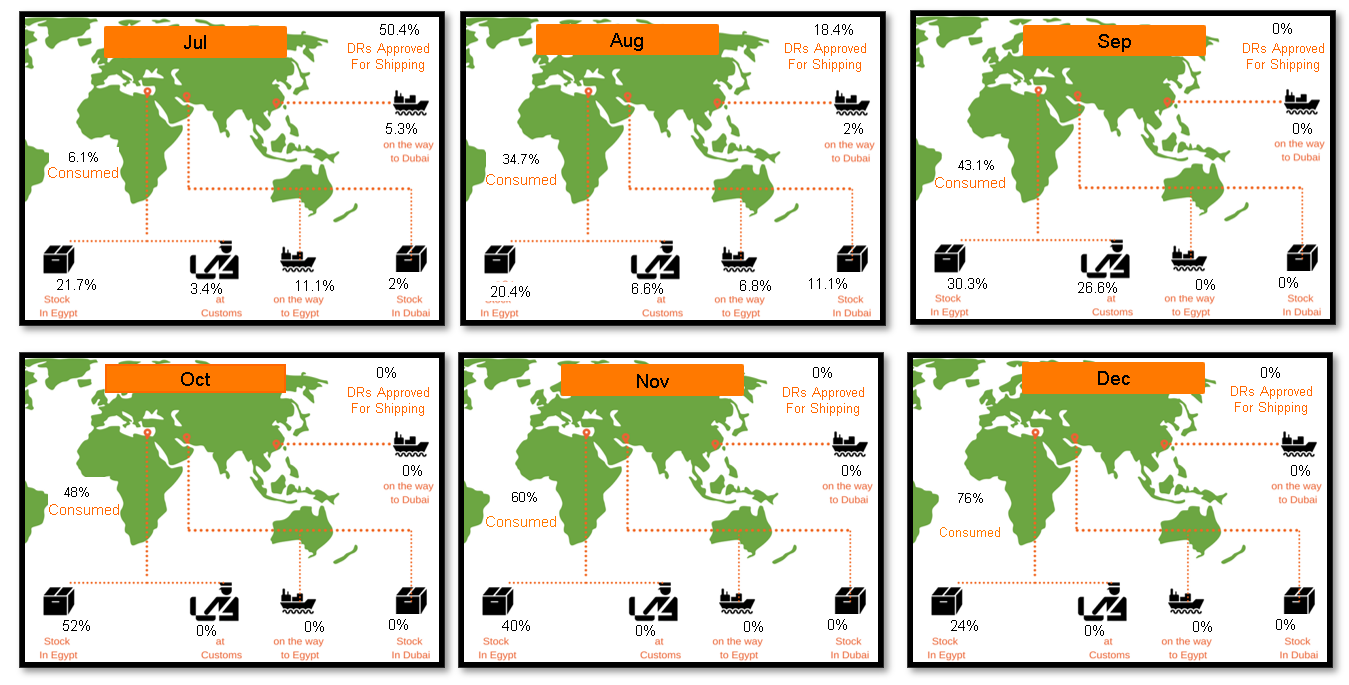 Jul
50.4%
DRs Approved
For Shipping
5.3%
on the way
to Dubai
6.1%
Consumed
21.7%
Stock
In Egypt
3.4%
at
Customs
11.1%
on the way
to Egypt
2%
Stock
In Dubai
Aug
18.4%
DRs Approved
For Shipping
2%
on the way
to Dubai
34.7%
Consumed
20.4%
In Egypt
6.6%
at
Customs
6.8%
on the way
to Egypt
11.1%
Stock
In Dubai
Sep
0%
DRs Approved
For Shipping
0%
on the way
to Dubai
43.1%
Consumed
30.3%
Stock
In Egypt
26.6%
at
Customs
0%
on the way
to Egypt
0%
Stock
In Dubai
Oct
0%
DRs Approved
For Shipping
0%
on the way
to Dubai
48%
Consumed
52%
Stock
In Egypt
0%
at
Customs
0%
on the way
to Egypt
0%
Stock
In Dubai
Nov
0%
DRs Approved
For Shipping
0%
on the way
to Dubai
60%
Consumed
40%
Stock
In Egypt
0%
at
Customs
0%
on the way
to Egypt
0%
Stock
In Dubai
Dec
0%
DRs Approved
For Shipping
0%
on the way
to Dubai
76%
Consumed
24%
Stock
In Egypt
0%
at
Customs
0%
on the way
to Egypt
0%
Stock
In Dubai